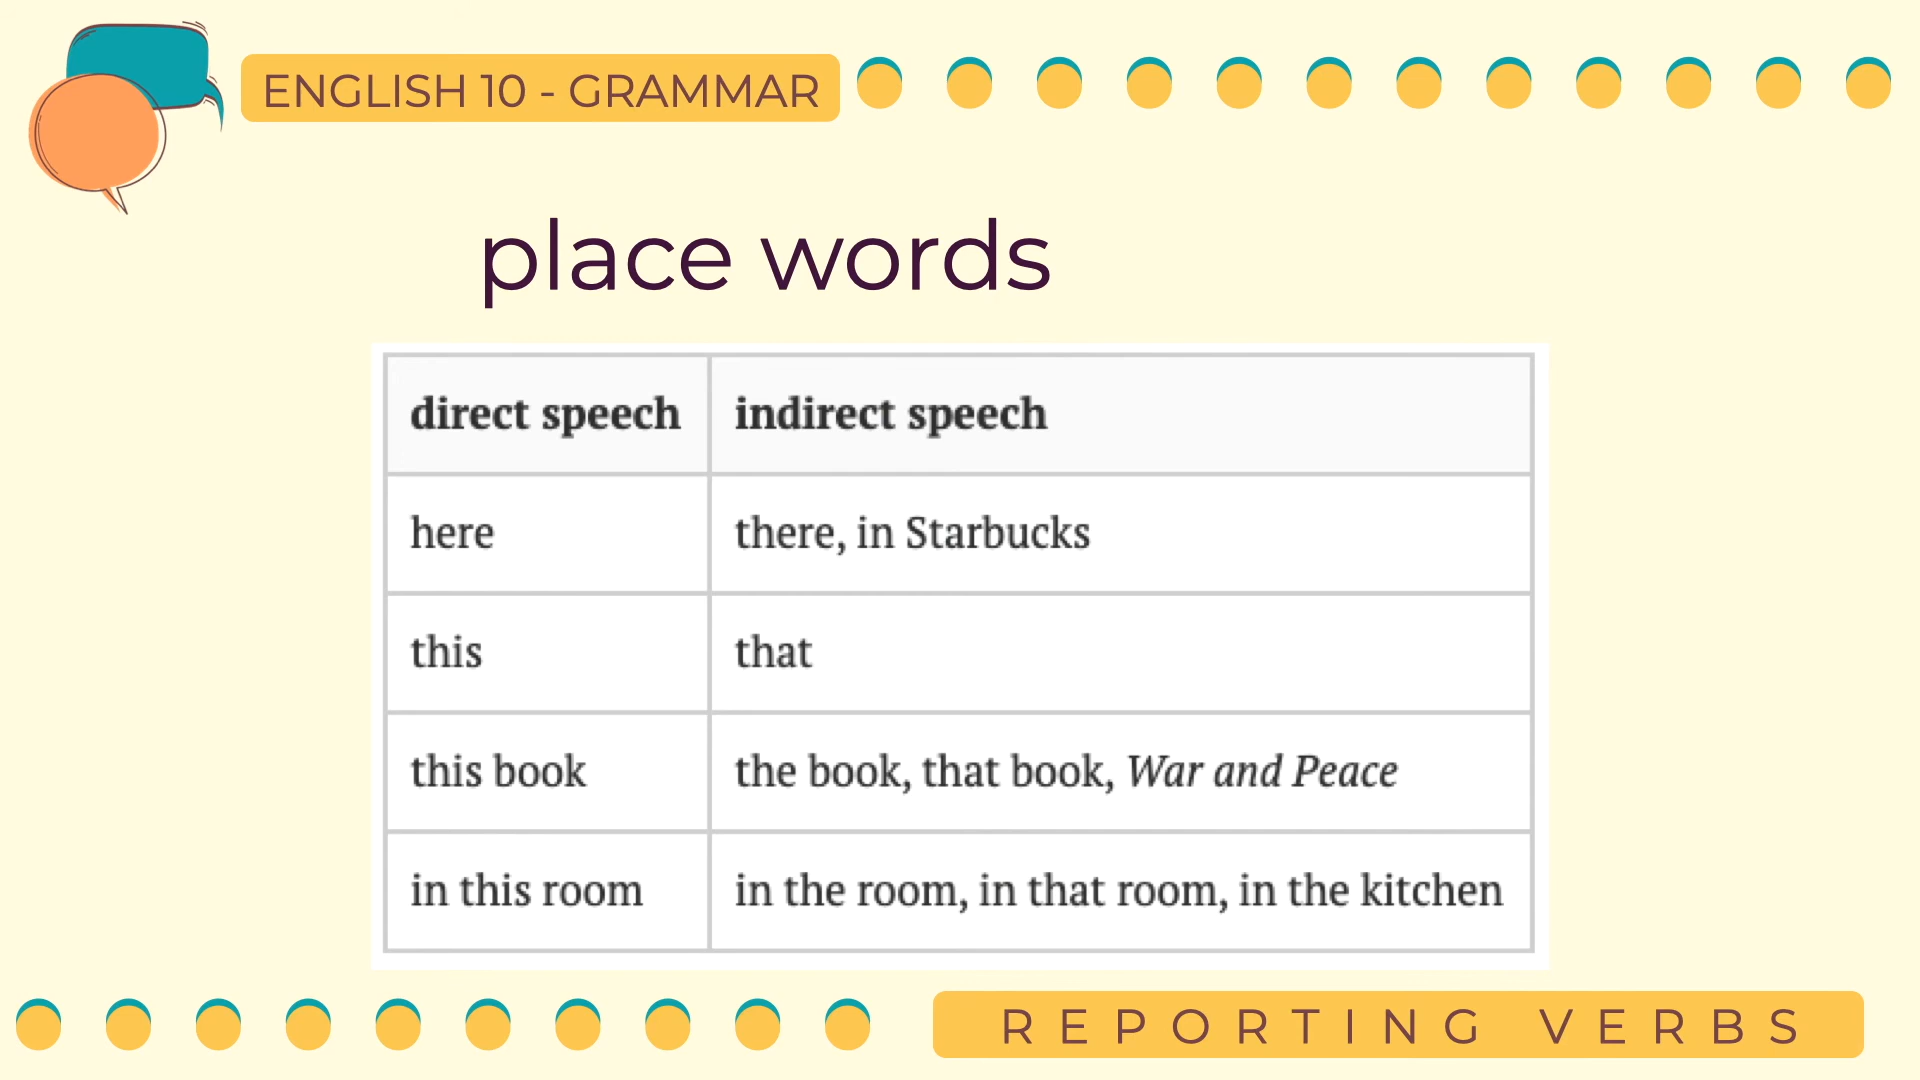 ENGLISH 10 - GRAMMAR
place words
direct speech indirect speech
here there, in Starbucks
this that
this book the book, that book, War and Peace
in this room in the room, in that room, in the kitchen
REPORTING VERBS